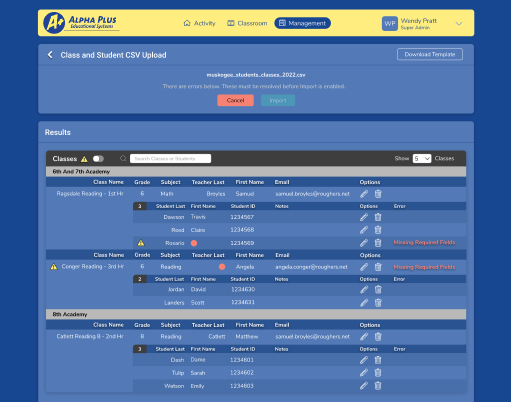 A+ ALPHA PLUS
Educational Systems
Activity Classroom Management
WP Wendy Pratt
Super Admin
Class and Student CSV Upload Download Template
muskogee_students_classes_2022.csv
There are errors below. These must be resolved before import is enabled.
Cancel Import
Results
Classes Search Classes or Students Show 5 Classes
6th And 7th Academy
Class Name Grade Subject Teacher Last First Name Email Options
Ragsdale Reading - 1st Hr 6 Math Broyles Samuel samuel.broyles@roughers.net
3 Student Last First Name Student ID Notes Options Error
Dawson Travis 1234567
Reed Claire 1234568
Rosario 1234569 Missing Required Fields
Class Name Grade Subject Teacher Last First Name Email Options
Conger Reading - 3rd Hr 6 Reading Angela angela.conger@roughers.net Missing Required Fields
2 Student Last First Name Student ID Notes Options Error
Jordan David 1234630
Landers Scott 1234631
8th Academy
Class Name Grade Subject Teacher Last First Name Email Options
Catlett Reading 8 - 2nd Hr 8 Reading Catlett Matthew samuel.broyles@roughers.net
3 Student Last First Name Student ID Notes Options Error
Dash Dame 1234601
Tulip Sarah 1234602
Watson Emily 1234603